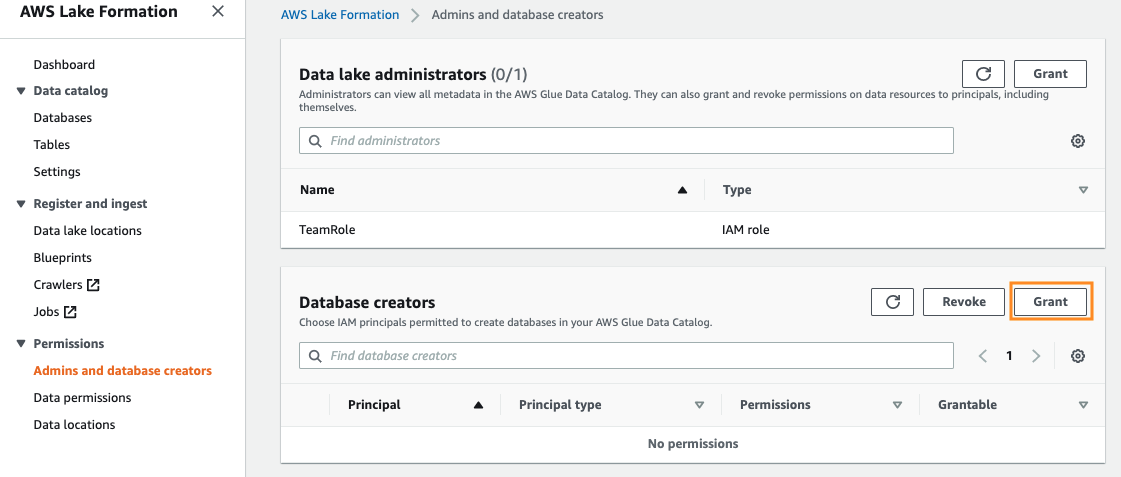 AWS Lake Formation
Dashboard
Data catalog
Databases
Tables
Settings
Register and ingest
Data lake locations
Blueprints
Crawlers
Jobs
Permissions
Admins and database creators
Data permissions
Data locations
AWS Lake Formation > Admins and database creators
Data lake administrators (0/1)
Grant
Administrators can view all metadata in the AWS Glue Data Catalog. They can also grant and revoke permissions on data resources to principals, including
themselves.
Find administrators
Name Type
TeamRole IAM role
Database creators
Revoke Grant
Choose IAM principals permitted to create databases in your AWS Glue Data Catalog.
Find database creators
1
Principal Principal type Permissions Grantable
No permissions